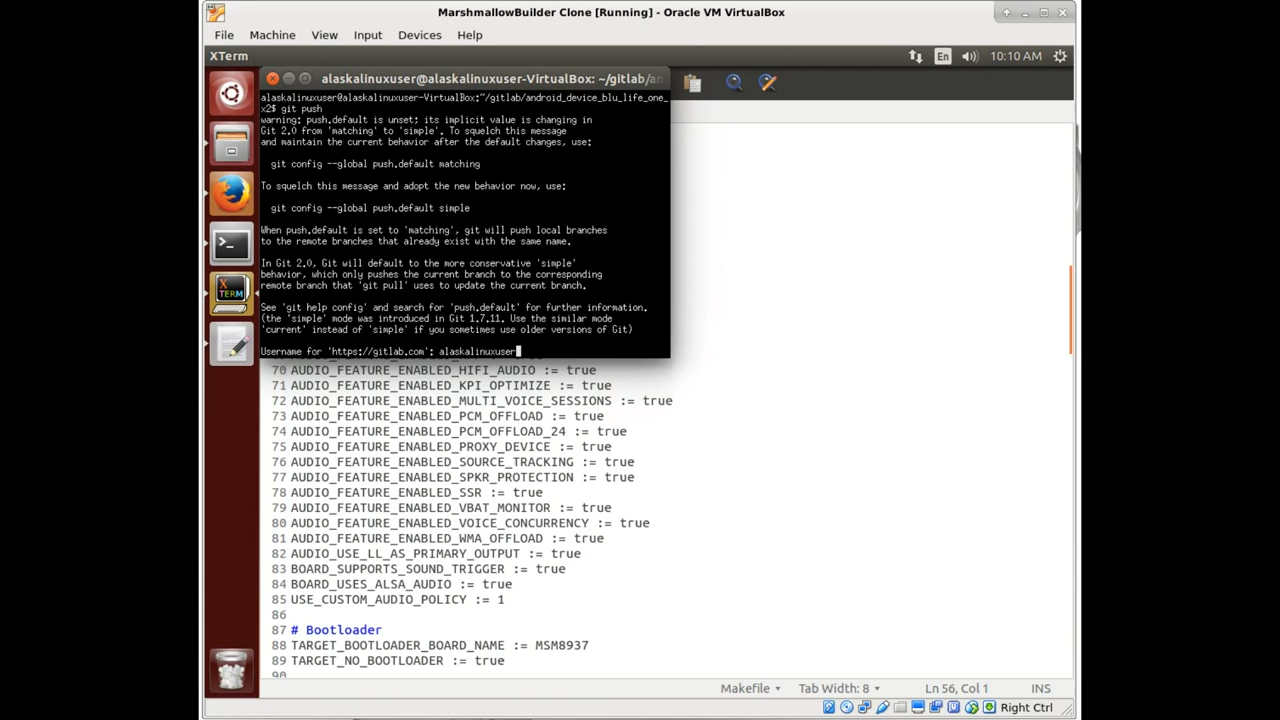 MarshmallowBuilder Clone [Running] - Oracle VM VirtualBox
File Machine View Input Devices Help
XTerm
En
10:10 AM
alaskalinuxuser@alaskalinuxuser-VirtualBox: ~/gitlab/an
alaskalinuxuser@alaskalinuxuser-VirtualBox:~/gitlab/android_device_blu_life_one_
x2$ git push
warning: push.default is unset; its implicit value is changing in
Git 2.0 from 'matching' to 'simple'. To squelch this message
and maintain the current behavior after the default changes, use:
git config --global push.default matching
To squelch this message and adopt the new behavior now, use:
git config --global push.default simple
When push.default is set to 'matching', git will push local branches
to the remote branches that already exist with the same name.
In Git 2.0, Git will default to the more conservative 'simple'
behavior, which only pushes the current branch to the corresponding
remote branch that 'git pull' uses to update the current branch.
See 'git help config' and search for 'push.default' for further information.
(the 'simple' mode was introduced in Git 1.7.11. Use the similar mode
'current' instead of 'simple' if you sometimes use older versions of Git)
Username for 'https://gitlab.com': alaskalinuxuser
X TERM
70 AUDIO_FEATURE_ENABLED_HIFI_AUDIO := true
71 AUDIO_FEATURE_ENABLED_KPI_OPTIMIZE := true
72 AUDIO_FEATURE_ENABLED_MULTI_VOICE_SESSIONS := true
73 AUDIO_FEATURE_ENABLED_PCM_OFFLOAD := true
74 AUDIO_FEATURE_ENABLED_PCM_OFFLOAD_24 := true
75 AUDIO_FEATURE_ENABLED_PROXY_DEVICE := true
76 AUDIO_FEATURE_ENABLED_SOURCE_TRACKING := true
77 AUDIO_FEATURE_ENABLED_SPKR_PROTECTION := true
78 AUDIO_FEATURE_ENABLED_SSR := true
79 AUDIO_FEATURE_ENABLED_VBAT_MONITOR := true
80 AUDIO_FEATURE_ENABLED_VOICE_CONCURRENCY := true
81 AUDIO_FEATURE_ENABLED_WMA_OFFLOAD := true
82 AUDIO_USE_LL_AS_PRIMARY_OUTPUT := true
83 BOARD_SUPPORTS_SOUND_TRIGGER := true
84 BOARD_USES_ALSA_AUDIO := true
85 USE_CUSTOM_AUDIO_POLICY := 1
86
87 # Bootloader
88 TARGET_BOOTLOADER_BOARD_NAME := MSM8937
89 TARGET_NO_BOOTLOADER := true
90
Makefile Tab Width: 8 Ln 56, Col 1 INS
Right Ctrl